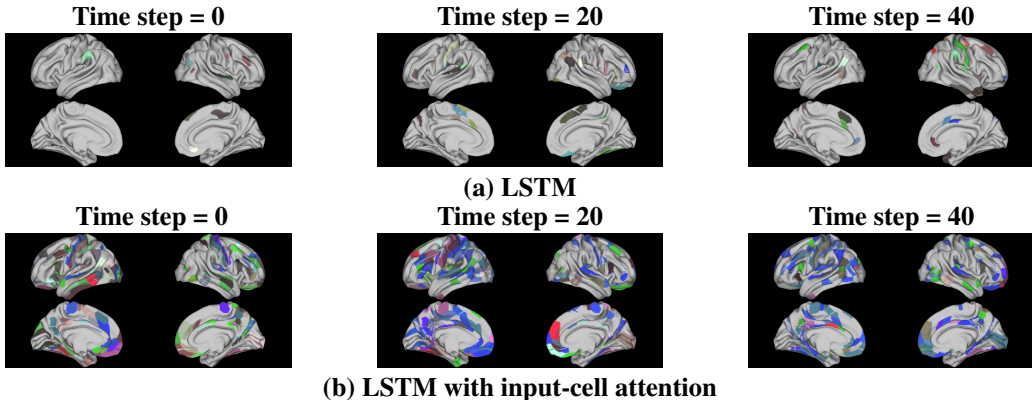 Time step = 0 Time step = 20 Time step = 40
(a) LSTM
Time step = 0 Time step = 20 Time step = 40
(b) LSTM with input-cell attention